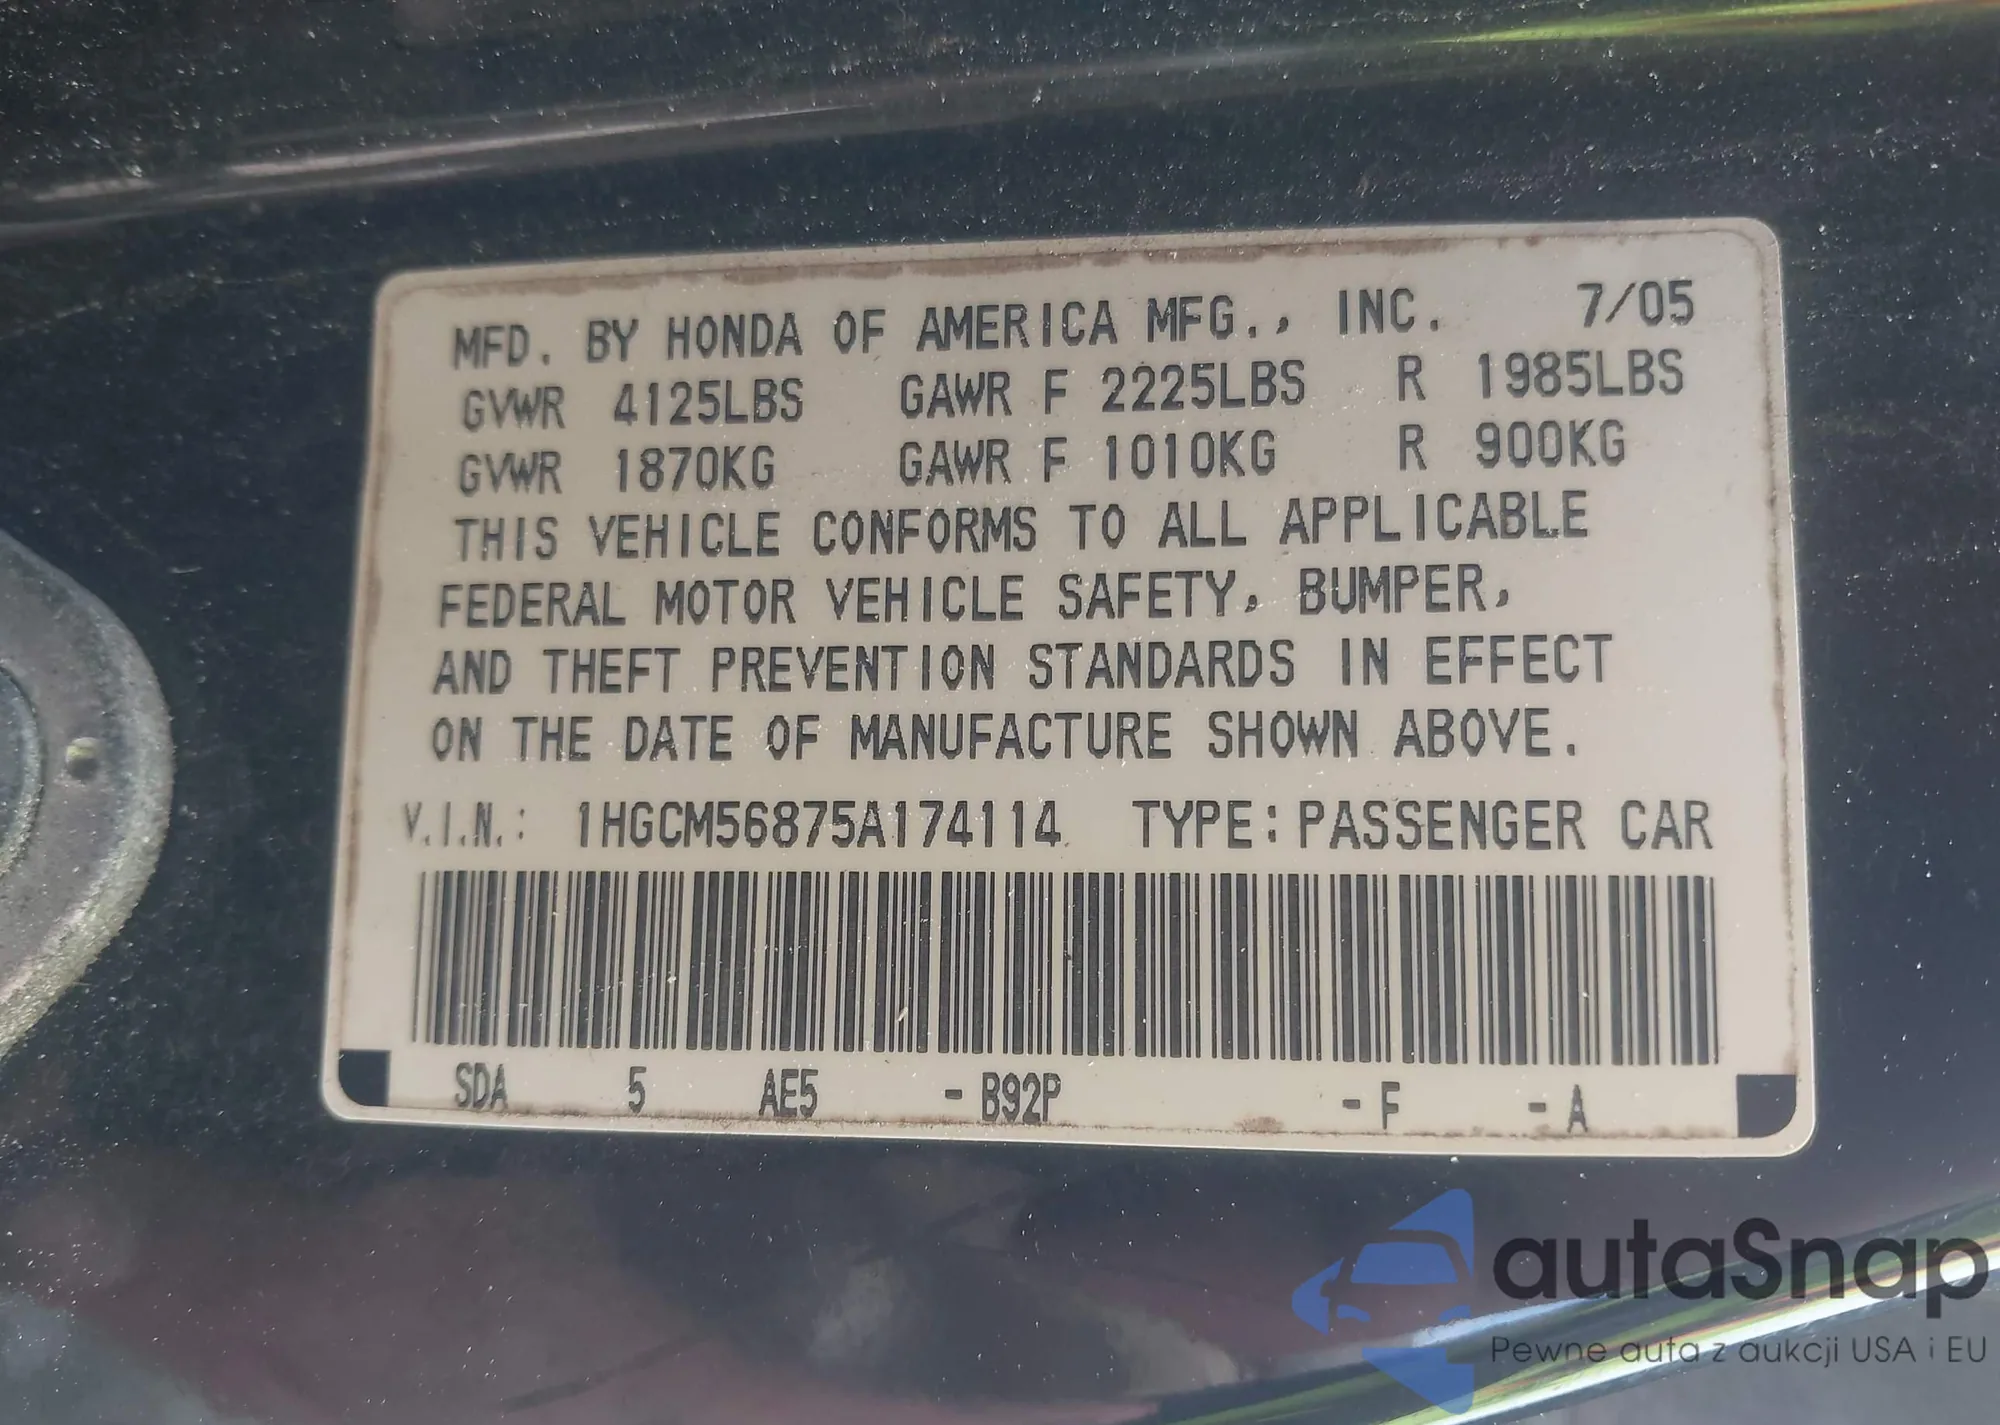 MFD. BY HONDA OF AMERICA MFG., INC. 7/05
GVWR 4125LBS GAWR F 2225LBS R 1985LBS
GVWR 1870KG GAWR F 1010KG R 900KG
THIS VEHICLE CONFORMS TO ALL APPLICABLE
FEDERAL MOTOR VEHICLE SAFETY, BUMPER,
AND THEFT PREVENTION STANDARDS IN EFFECT
ON THE DATE OF MANUFACTURE SHOWN ABOVE.
V.I.N.: 1HGCM56875A174114 TYPE: PASSENGER CAR
SDA 5 AE5 - B92P - F - A
autaSnap
Pewne auta z aukcji USA i EU